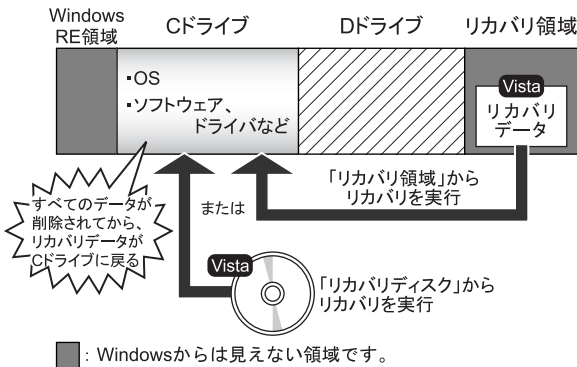 Windows
RE領域
Cドライブ
Dドライブ
リカバリ領域
・OS
・ソフトウェア、
ドライバなど
Vista
リカバリ
データ
すべてのデータが
削除されてから、
リカバリデータが
Cドライブに戻る
または
「リカバリ領域」から
リカバリを実行
Vista
「リカバリディスク」から
リカバリを実行
：Windowsからは見えない領域です。